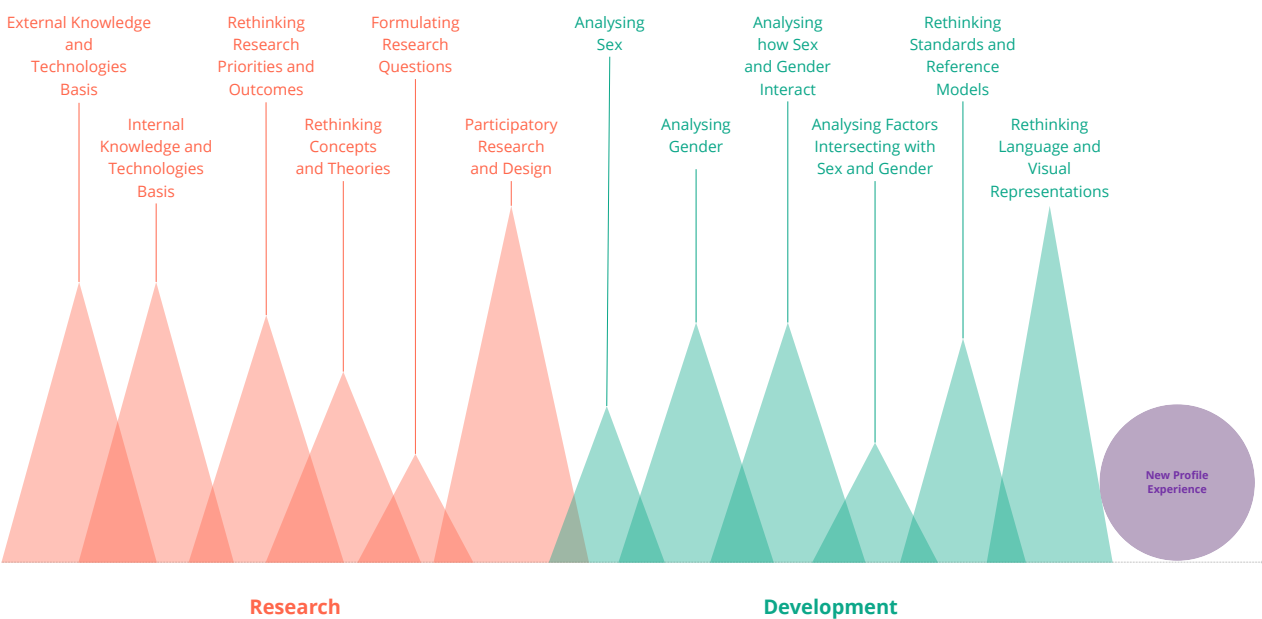 External Knowledge
and
Technologies
Basis
Internal
Knowledge and
Technologies
Basis
Rethinking
Research
Priorities and
Outcomes
Rethinking
Concepts
and Theories
Formulating
Research
Questions
Participatory
Research
and Design
Analysing
Sex
Analysing
Gender
Analysing
how Sex
and Gender
Interact
Analysing Factors
Intersecting with
Sex and Gender
Rethinking
Standards and
Reference
Models
Rethinking
Language and
Visual
Representations
New Profile
Experience
Research
Development